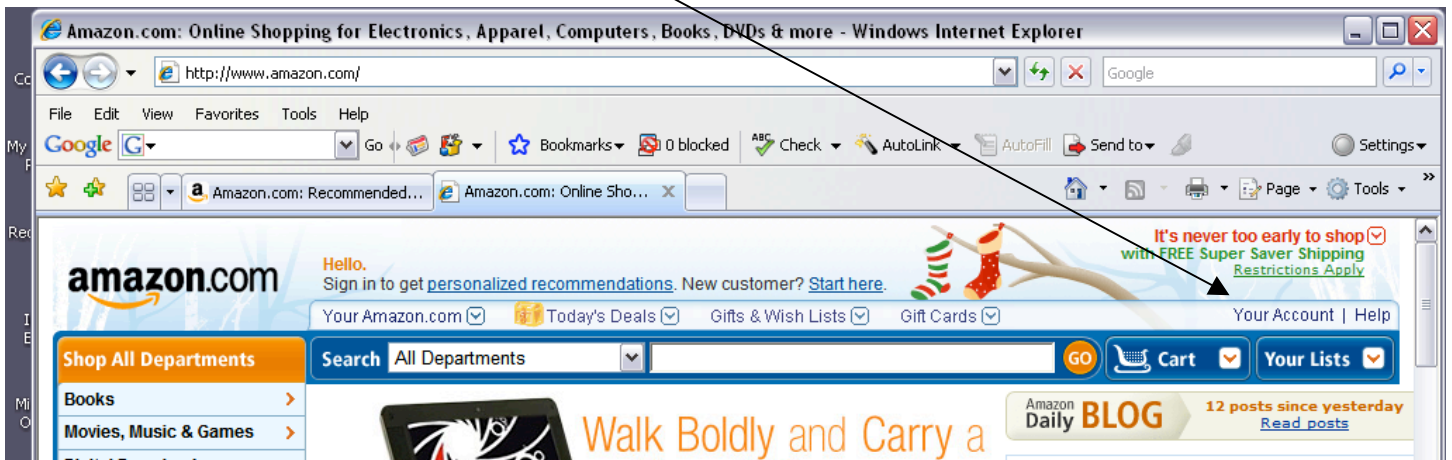 Amazon.com: Online Shopping for Electronics, Apparel, Computers, Books, DVDs & more - Windows Internet Explorer
http://www.amazon.com/
Google
File Edit View Favorites Tools Help
Google G Go Bookmarks 0 blocked ABC Check AutoLink AutoFill Send to Settings
a Amazon.com: Recommended... Amazon.com: Online Sho... X Page Tools »
My
It's never too early to shop
with FREE Super Saver Shipping
Restrictions Apply
amazon.com
Hello.
Sign in to get personalized recommendations. New customer? Start here.
Your Amazon.com Today's Deals Gifts & Wish Lists Gift Cards Your Account | Help
Shop All Departments
Search All Departments GO Cart Your Lists
Books
Movies, Music & Games
Walk Boldly and Carry a
Amazon Daily BLOG
12 posts since yesterday
Read posts